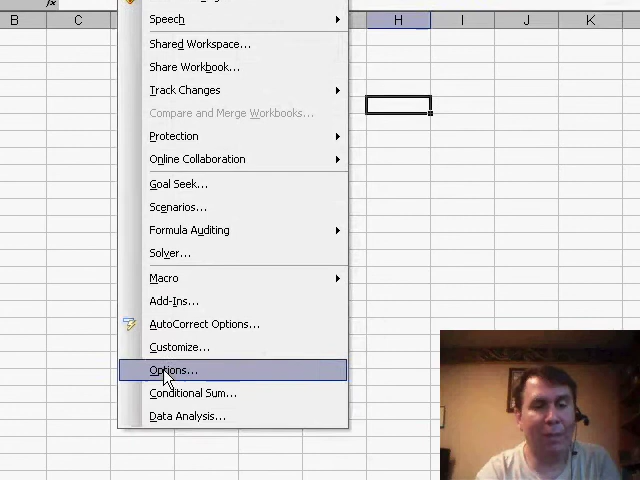 fx
Speech
B C H I J K
Shared Workspace...
Share Workbook...
Track Changes
Compare and Merge Workbooks...
Protection
Online Collaboration
Goal Seek...
Scenarios...
Formula Auditing
Solver...
Macro
Add-Ins...
AutoCorrect Options...
Customize...
Options...
Conditional Sum...
Data Analysis...